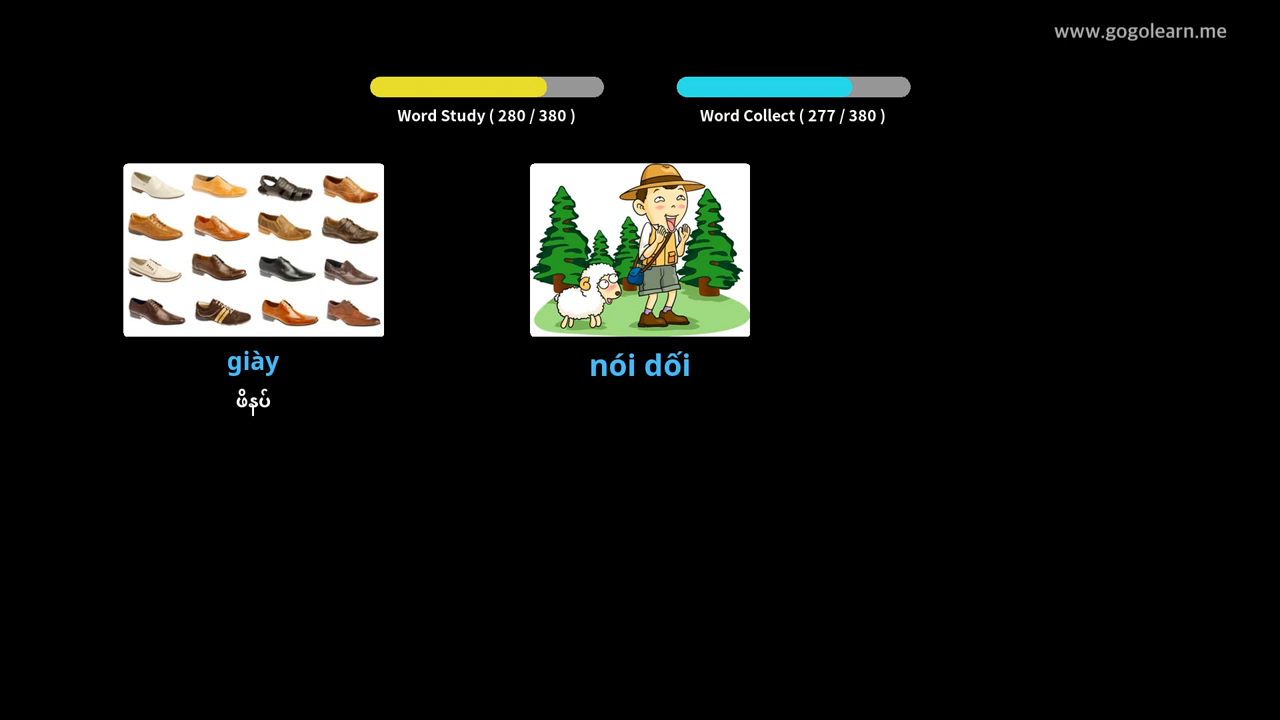 www.gogolearn.me
Word Study ( 280 / 380 )
Word Collect ( 277 / 380 )
giày
ဖိနပ်
nói dối